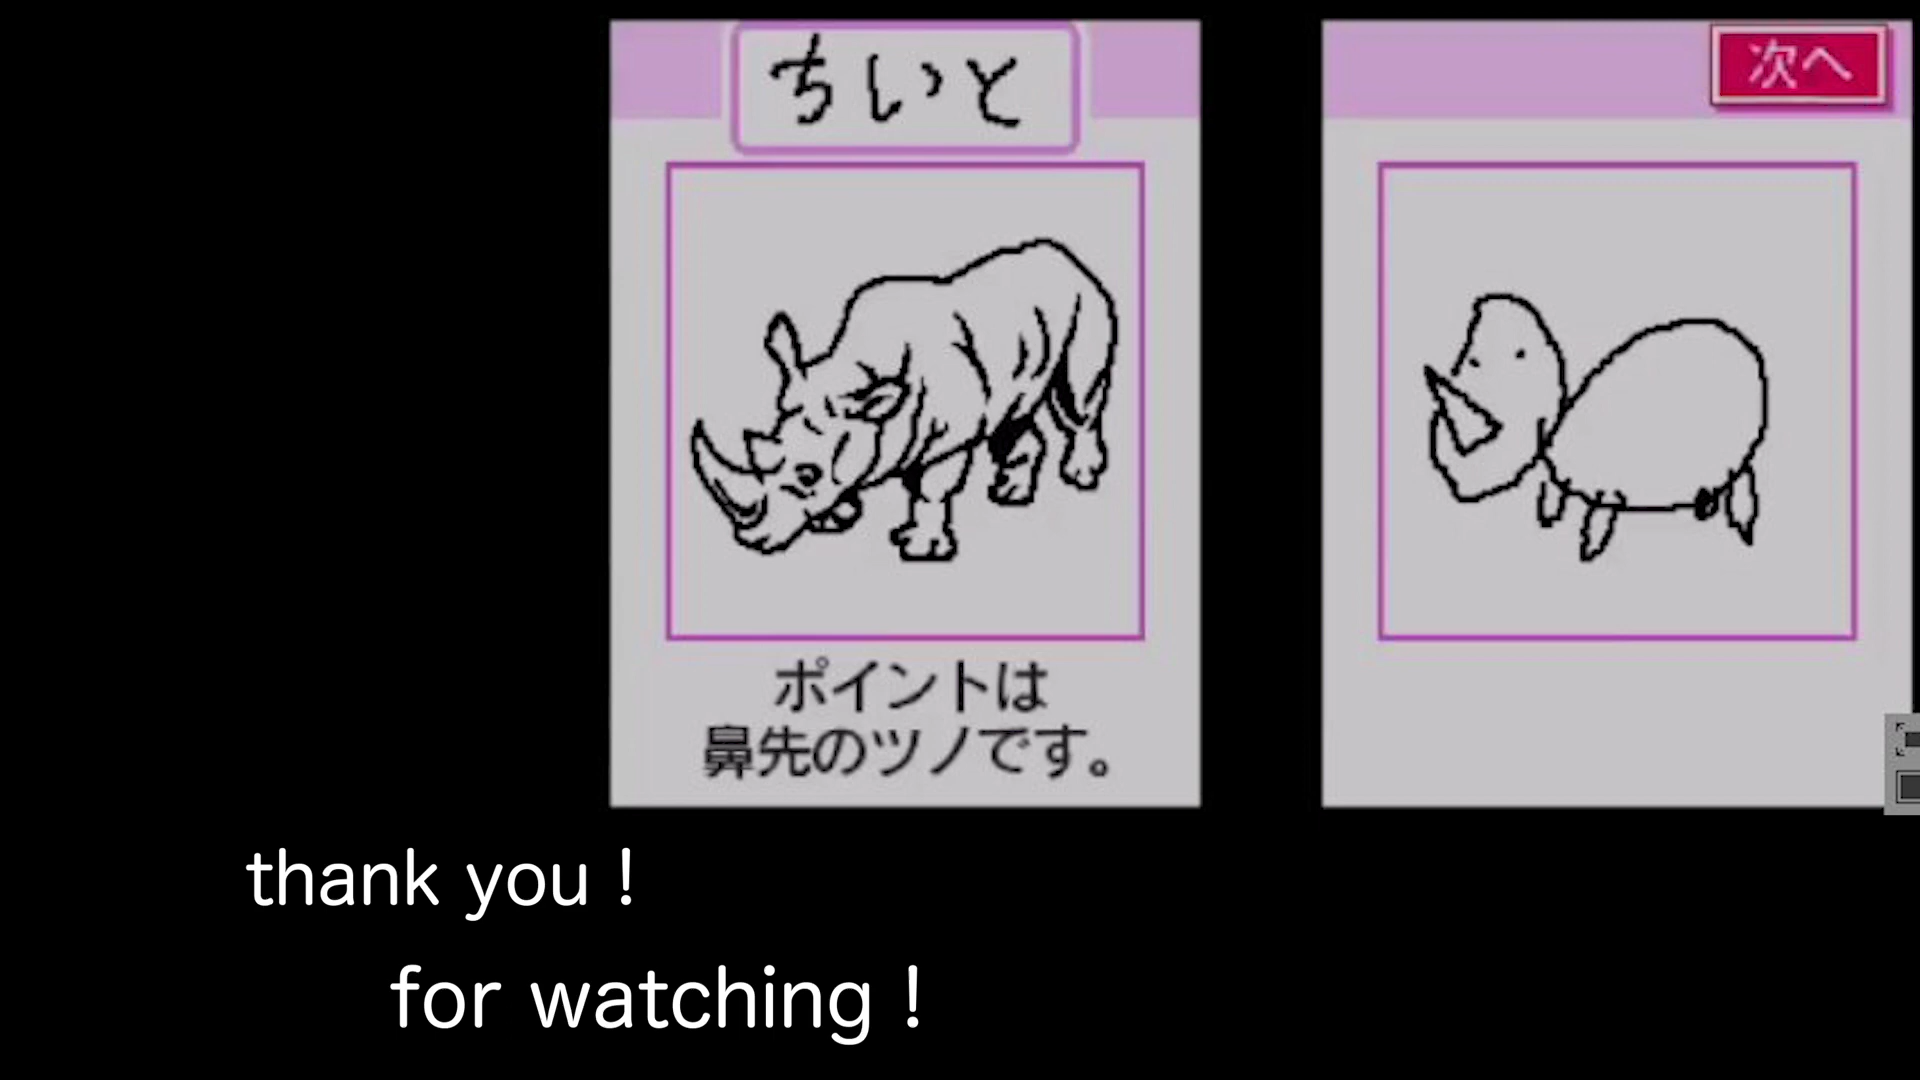 ちいと
次へ
ポイントは
鼻先のツノです。
thank you！
for watching！